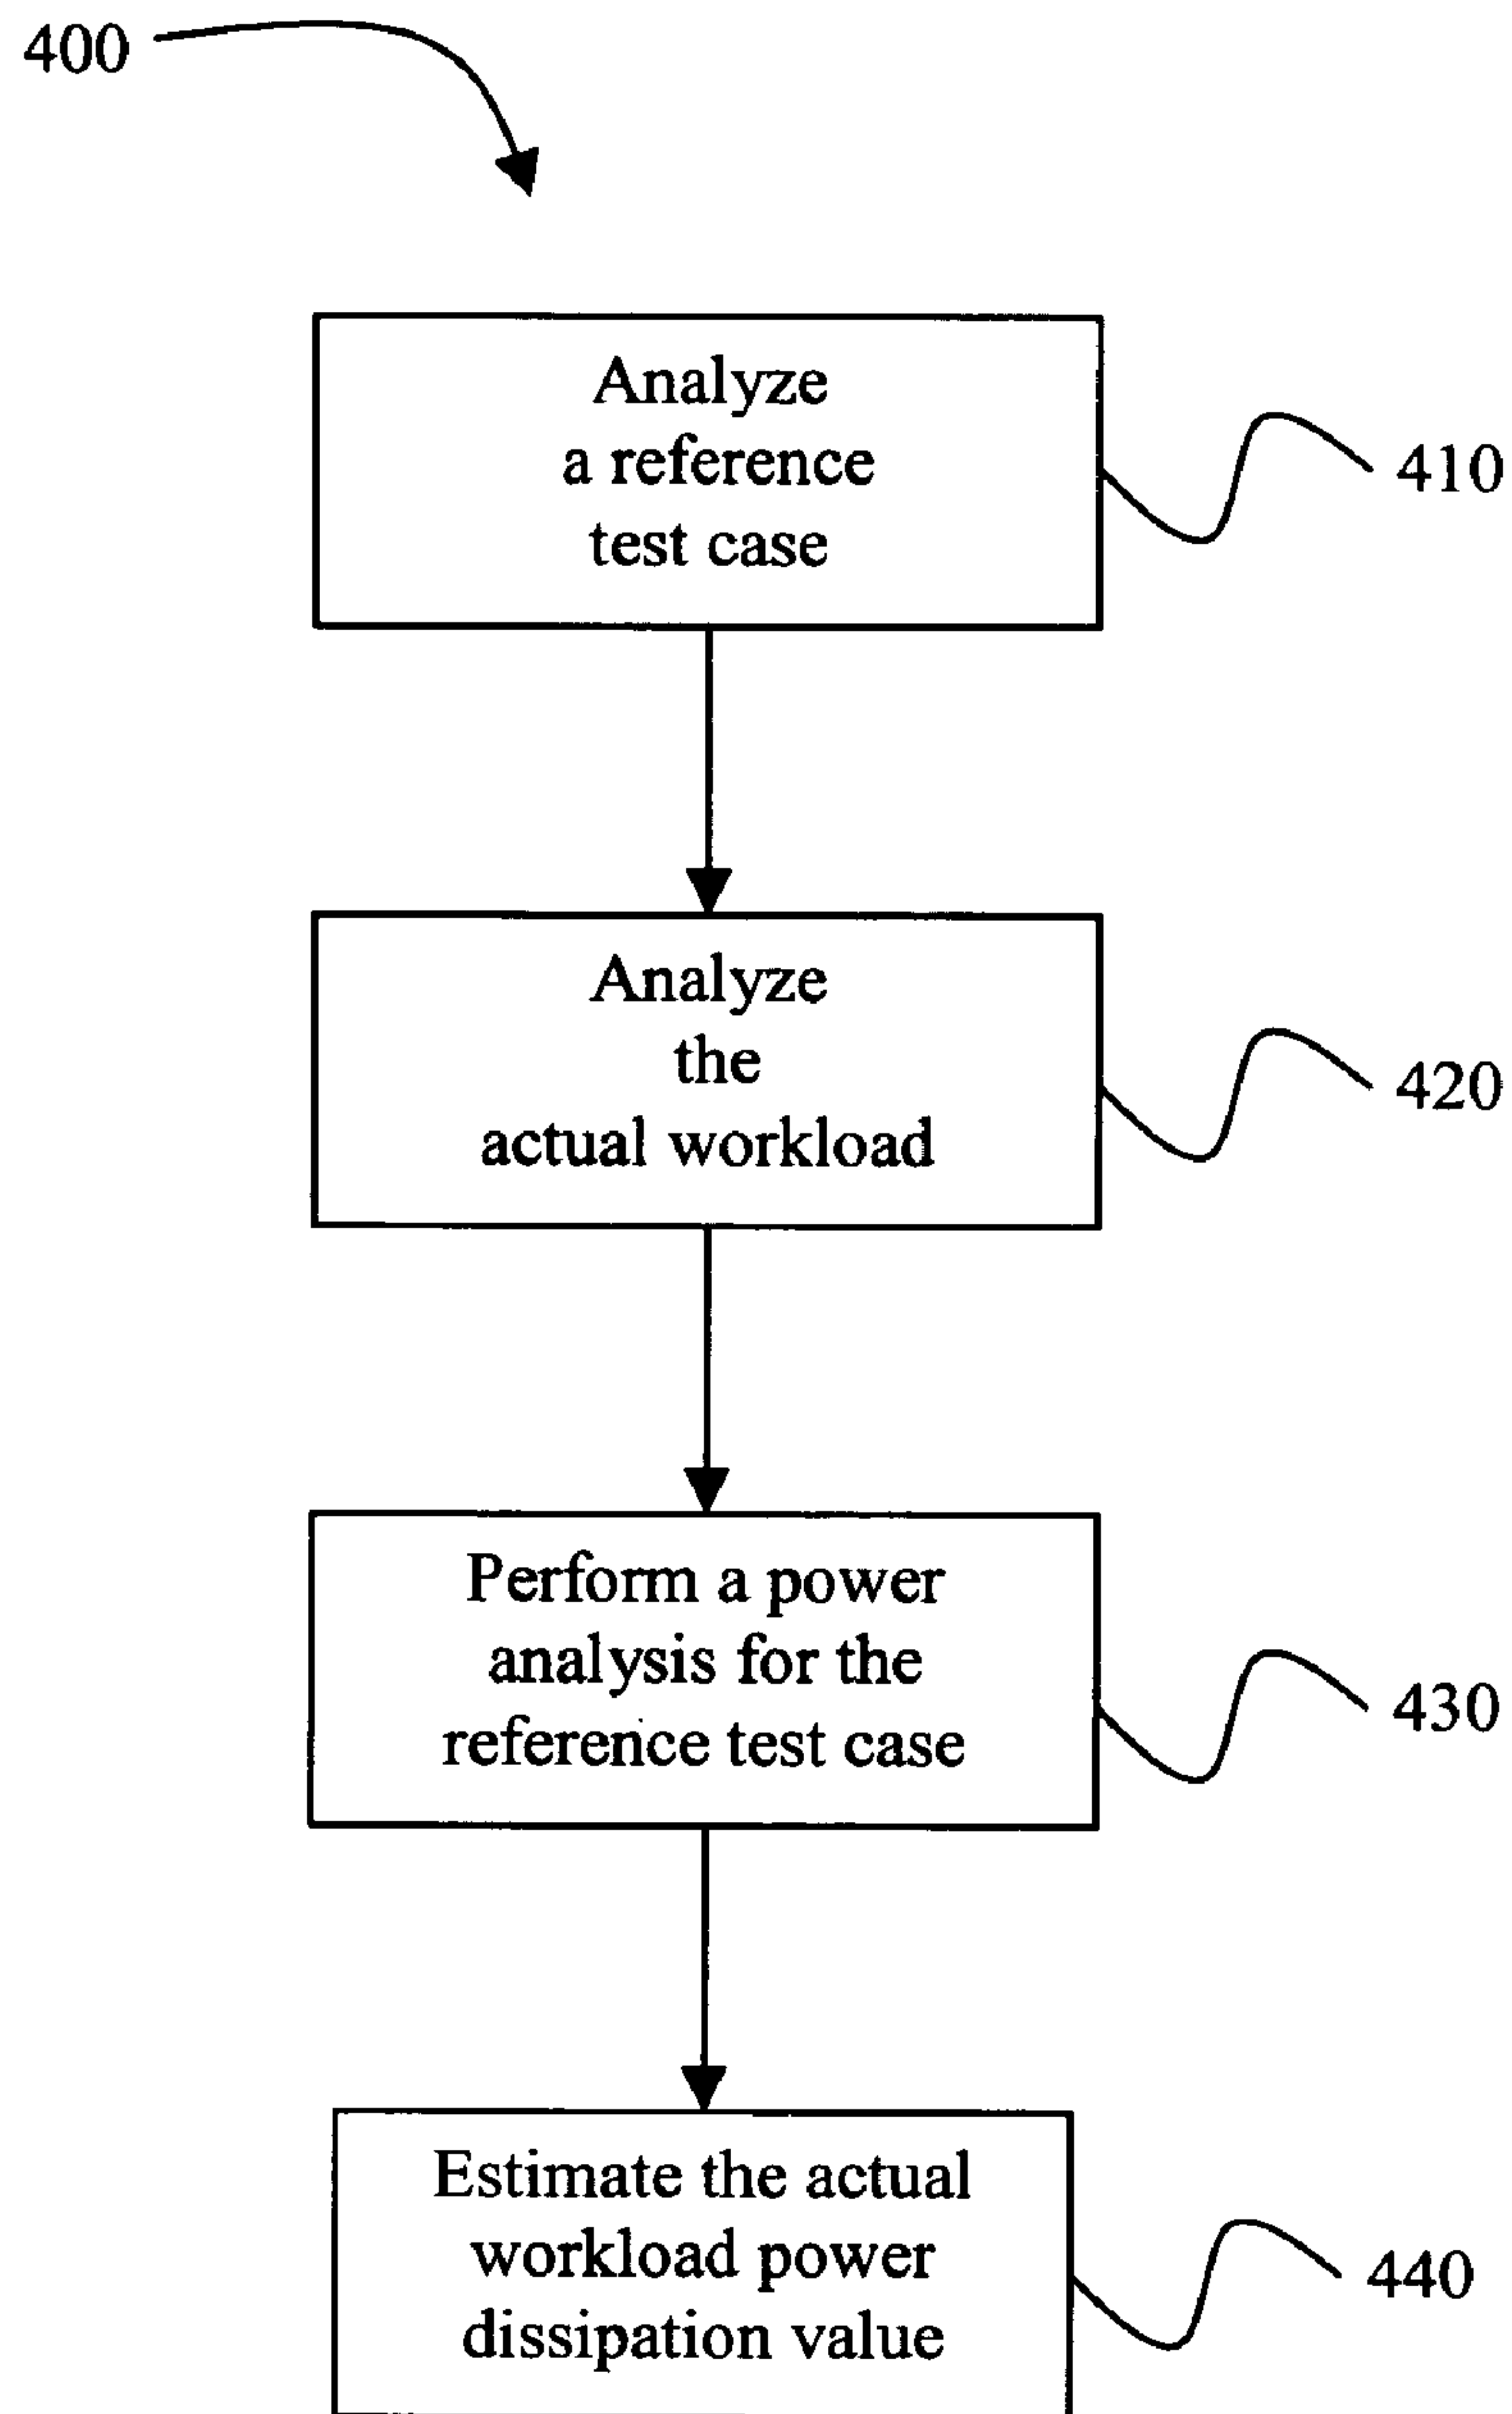 400
Analyze
a reference
test case
410
Analyze
the
actual workload
420
Perform a power
analysis for the
reference test case
430
Estimate the actual
workload power
dissipation value
440